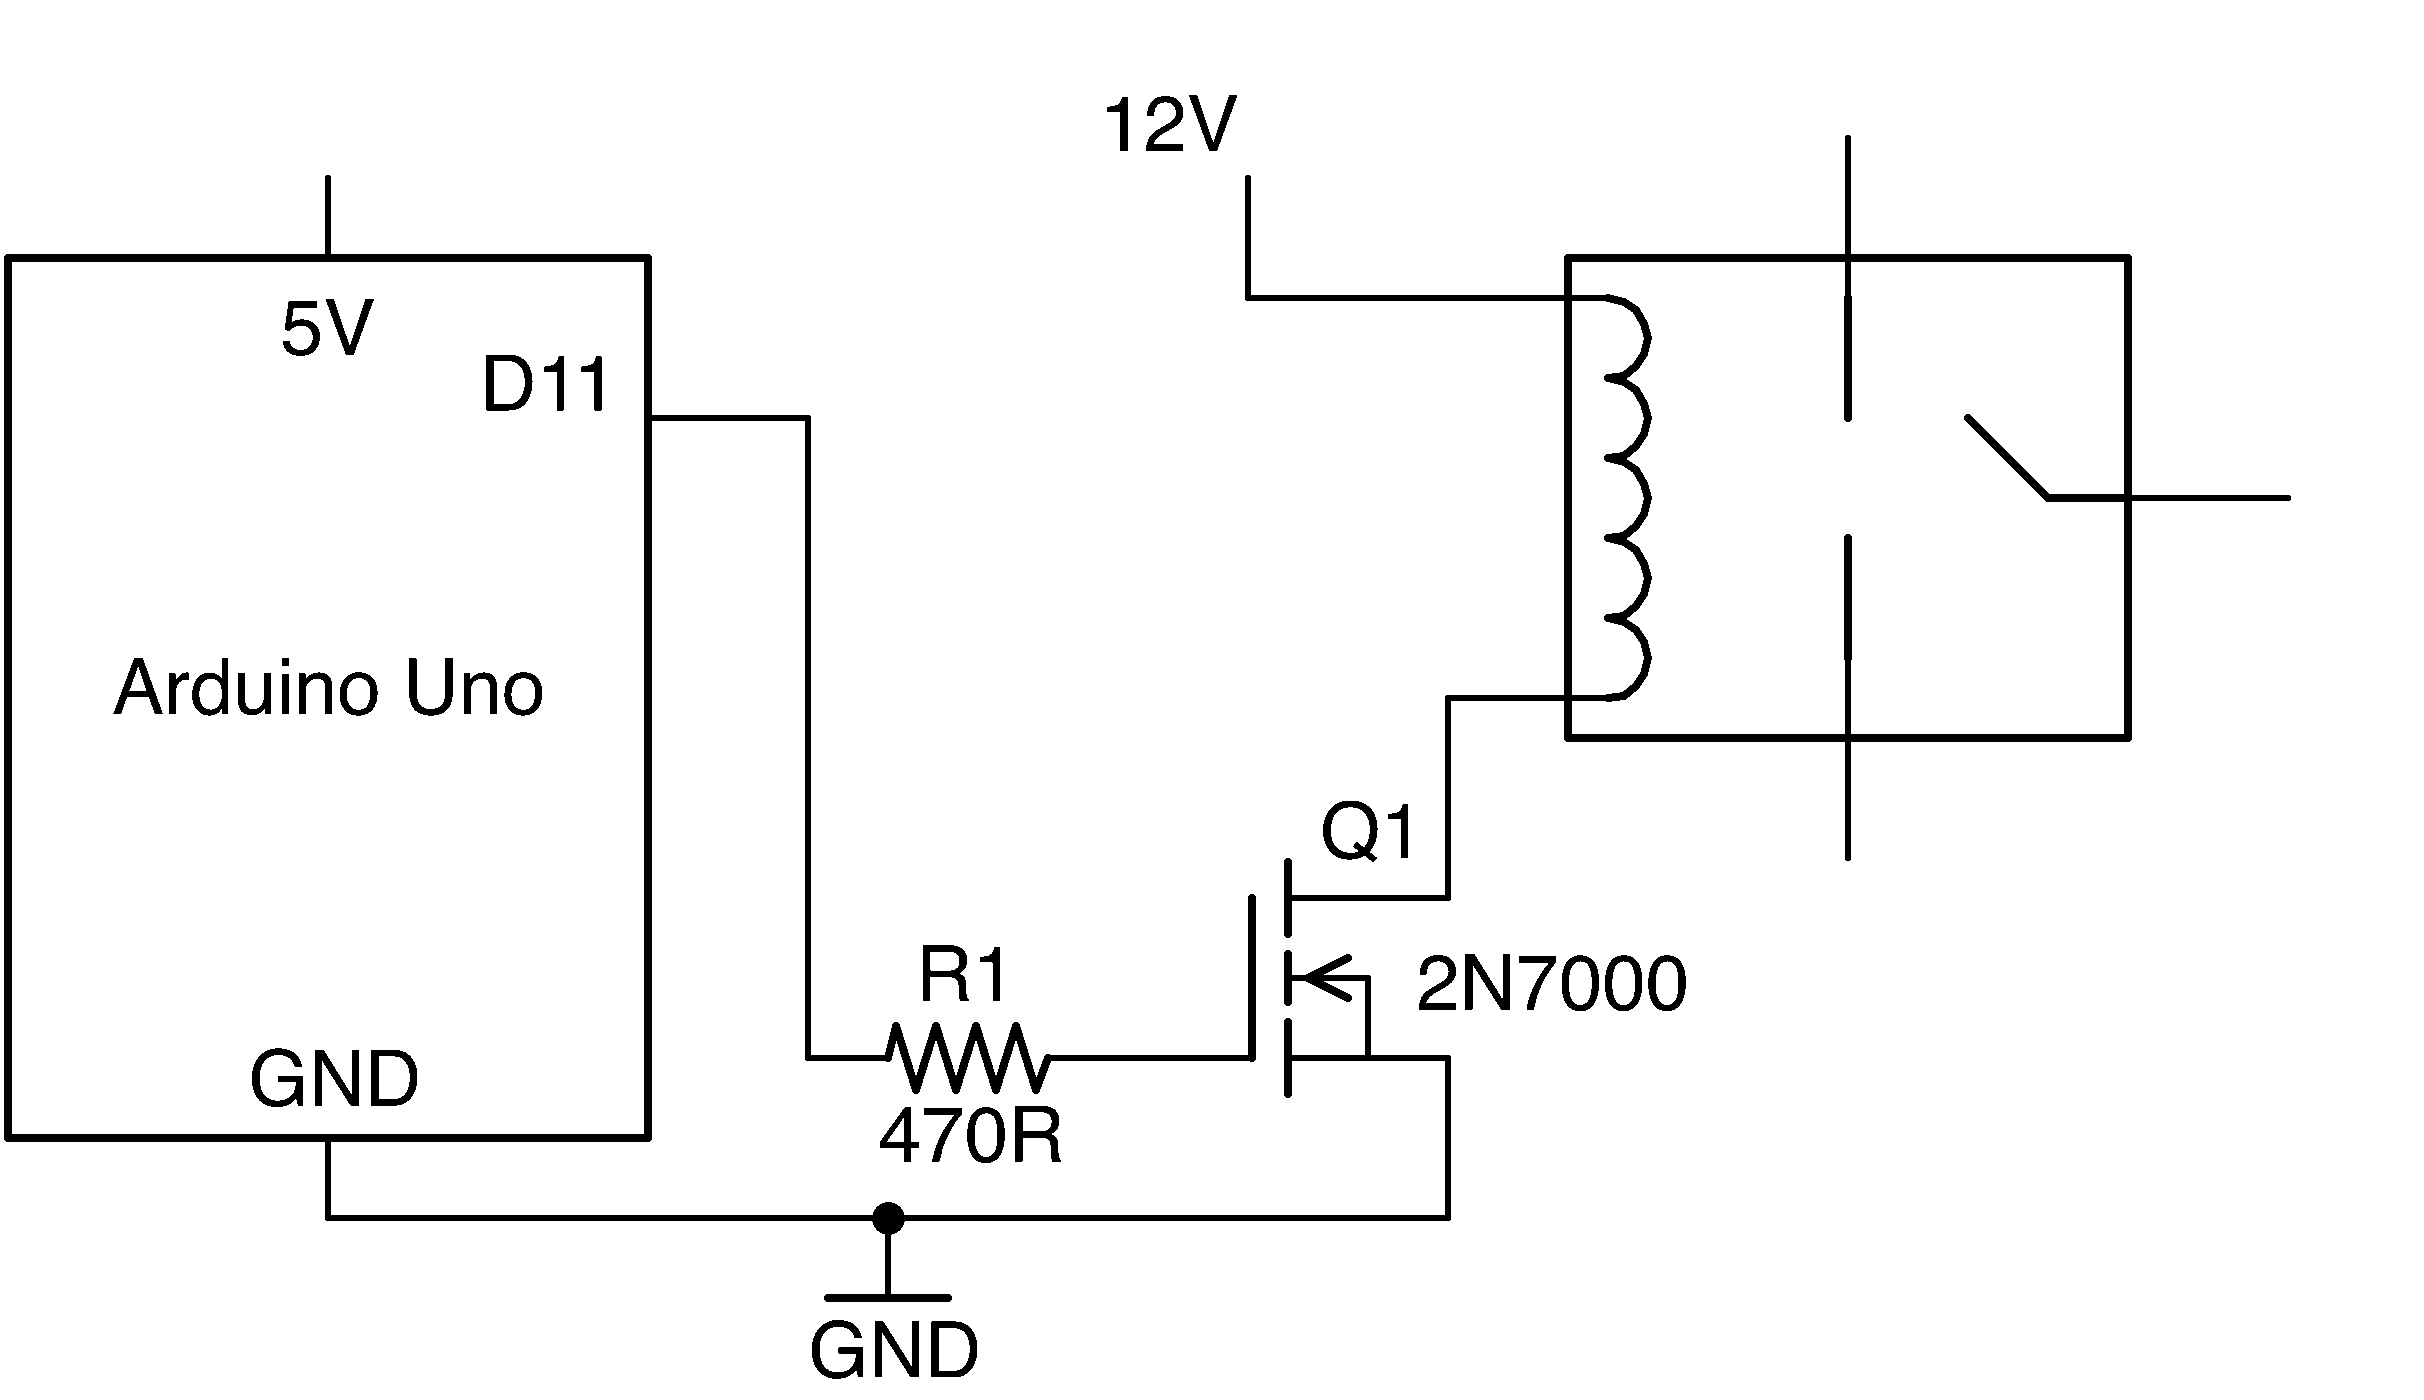 12V
5V
D11
Arduino Uno
Q1
R1
2N7000
GND
470R
GND